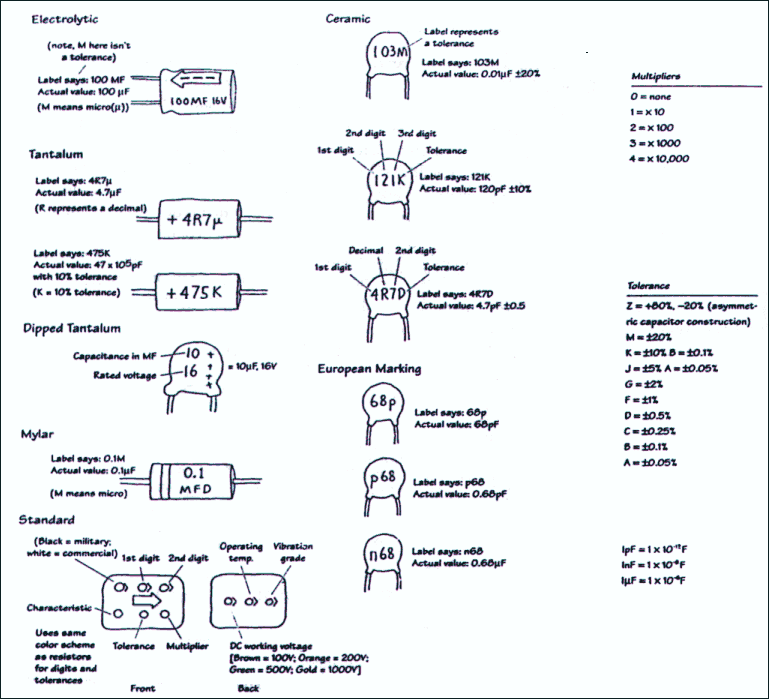 Electrolytic
(note, M here isn't
a tolerance)
Label says: 100 MF
Actual value: 100 µF
(M means micro(µ))
100MF 16V
Tantalum
Label says: 4R7µ
Actual value: 4.7µF
(R represents a decimal)
+ 4R7µ
Label says: 475K
Actual value: 47 x 10⁵pF
with 10% tolerance
(K = 10% tolerance)
+475K
Dipped Tantalum
Capacitance in MF
Rated voltage
10 +
16 +
+
= 10µF, 16V
Mylar
Label says: 0.1M
Actual value: 0.1µF
(M means micro)
0.1
MFD
Standard
(Black = military;
white = commercial)
1st digit
2nd digit
Characteristic
Uses same
color scheme
as resistors
for digits and
tolerances
Tolerance
Multiplier
Front
Operating
temp.
Vibration
grade
DC working voltage
[Brown = 100V; Orange = 200V;
Green = 500V; Gold = 1000V]
Back
Ceramic
Label represents
a tolerance
103M
Label says: 103M
Actual value: 0.01µF ±20%
2nd digit
3rd digit
1st digit
Tolerance
121K
Label says: 121K
Actual value: 120pF ±10%
Decimal
2nd digit
1st digit
Tolerance
4R7D
Label says: 4R7D
Actual value: 4.7pF ±0.5
European Marking
68p
Label says: 68p
Actual value: 68pF
p68
Label says: p68
Actual value: 0.68pF
n68
Label says: n68
Actual value: 0.68µF
Multipliers
0 = none
1 = x 10
2 = x 100
3 = x 1000
4 = x 10,000
Tolerance
Z = +80%, -20% (asymmet-
ric capacitor construction)
M = ±20%
K = ±10% B = ±0.1%
J = ±5% A = ±0.05%
G = ±2%
F = ±1%
D = ±0.5%
C = ±0.25%
B = ±0.1%
A = ±0.05%
1pF = 1 x 10⁻¹²F
1nF = 1 x 10⁻⁹F
1µF = 1 x 10⁻⁶F